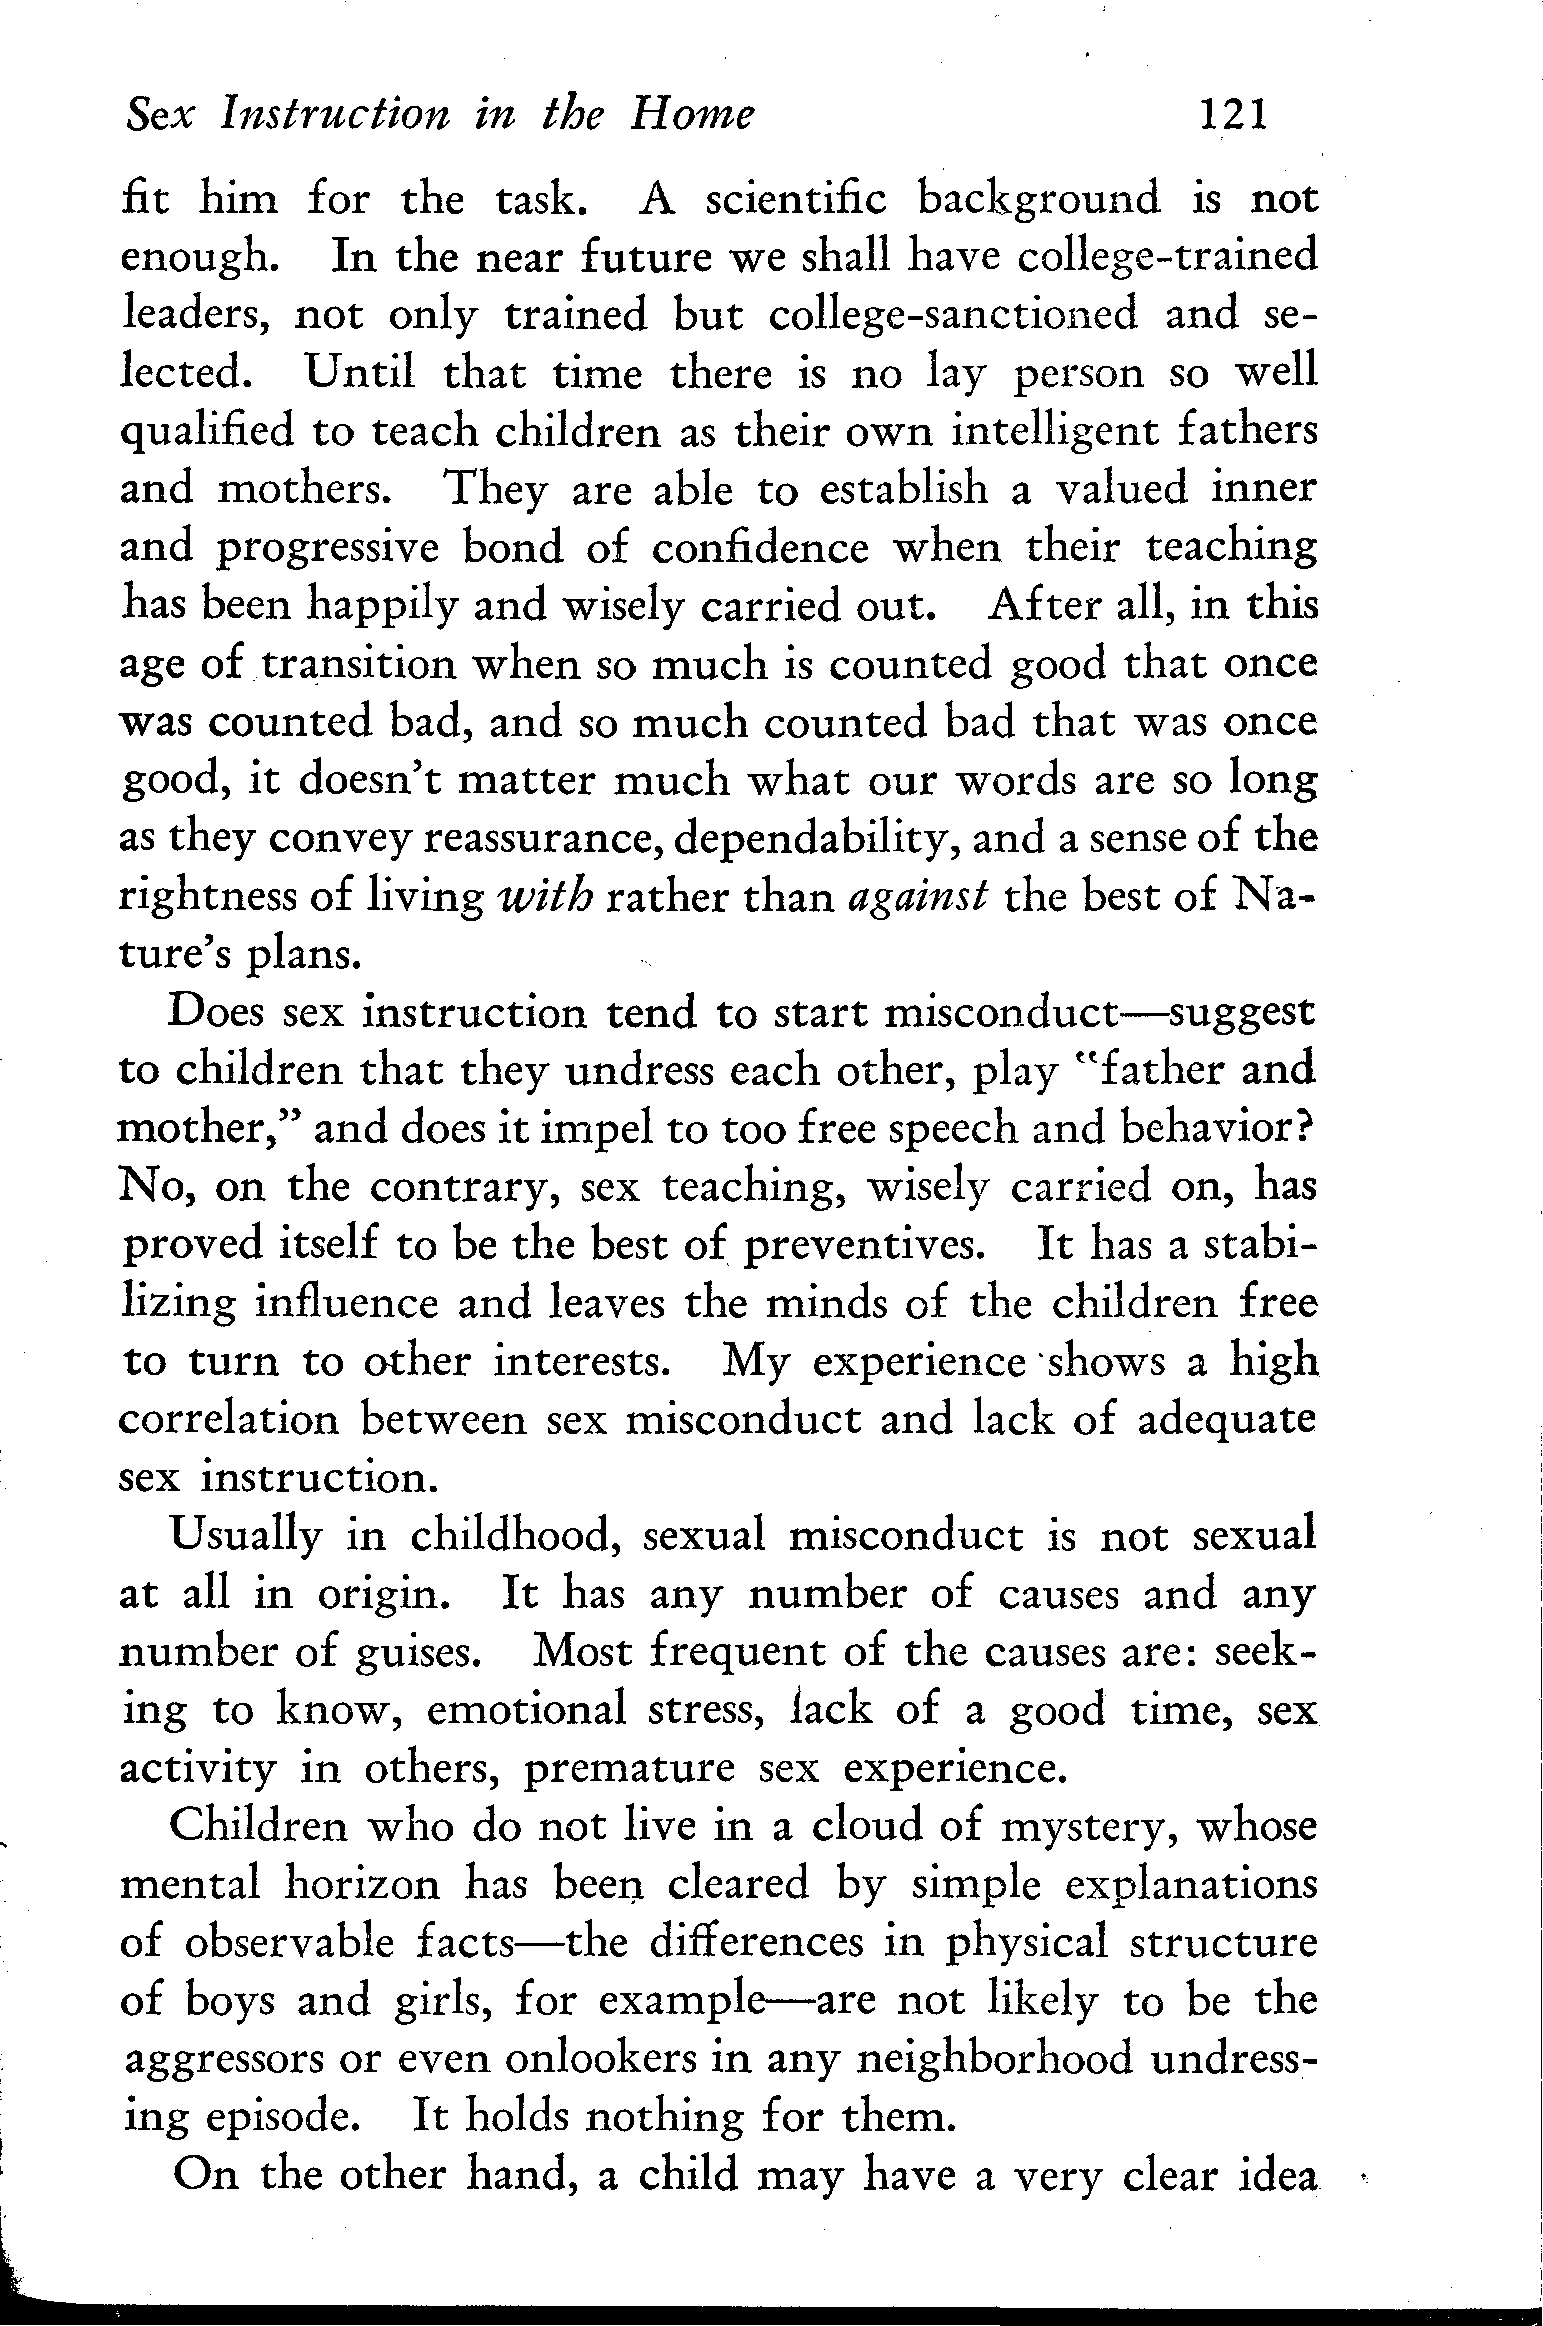 Sex Instruction in the Home 121
fit him for the task. A scientific background is not
enough. In the near future we shall have college-trained
leaders, not only trained but college-sanctioned and se-
lected. Until that time there is no lay person so well
qualified to teach children as their own intelligent fathers
and mothers. They are able to establish a valued inner
and progressive bond of confidence when their teaching
has been happily and wisely carried out. After all, in this
age of transition when so much is counted good that once
was counted bad, and so much counted bad that was once
good, it doesn't matter much what our words are so long
as they convey reassurance, dependability, and a sense of the
rightness of living with rather than against the best of Na-
ture's plans.
Does sex instruction tend to start misconduct—suggest
to children that they undress each other, play "father and
mother," and does it impel to too free speech and behavior?
No, on the contrary, sex teaching, wisely carried on, has
proved itself to be the best of preventives. It has a stabi-
lizing influence and leaves the minds of the children free
to turn to other interests. My experience shows a high
correlation between sex misconduct and lack of adequate
sex instruction.
Usually in childhood, sexual misconduct is not sexual
at all in origin. It has any number of causes and any
number of guises. Most frequent of the causes are: seek-
ing to know, emotional stress, lack of a good time, sex
activity in others, premature sex experience.
Children who do not live in a cloud of mystery, whose
mental horizon has been cleared by simple explanations
of observable facts—the differences in physical structure
of boys and girls, for example—are not likely to be the
aggressors or even onlookers in any neighborhood undress-
ing episode. It holds nothing for them.
On the other hand, a child may have a very clear idea